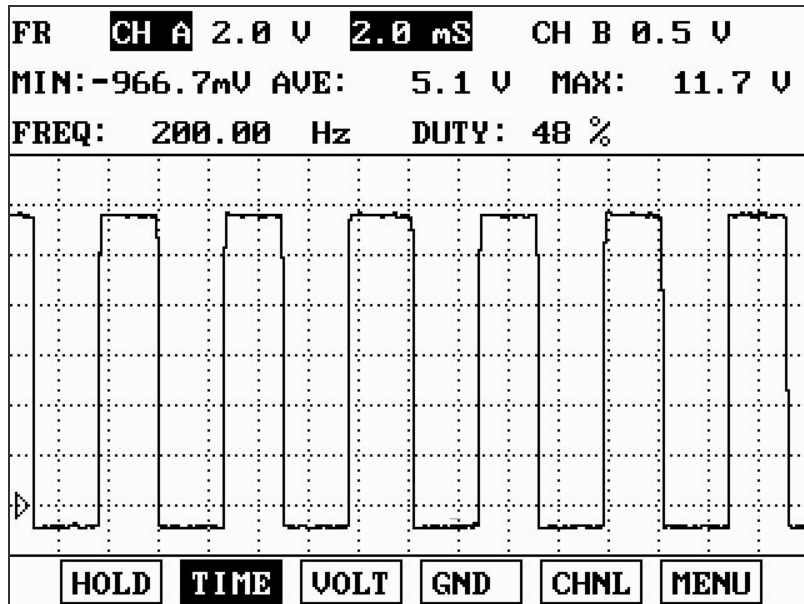 FR CH A 2.0 V 2.0 mS CH B 0.5 V
MIN:-966.7mV AVE: 5.1 V MAX: 11.7 V
FREQ: 200.00 Hz DUTY: 48 %
HOLD TIME VOLT GND CHNL MENU